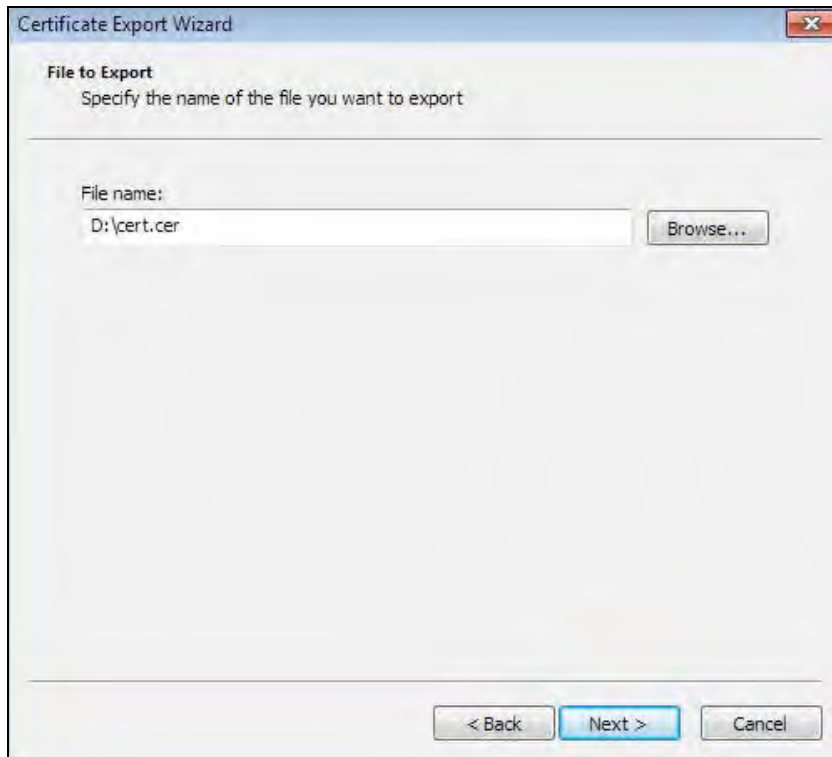 Certificate Export Wizard
File to Export
Specify the name of the file you want to export
File name:
D:\cert.cer
Browse...
< Back
Next >
Cancel